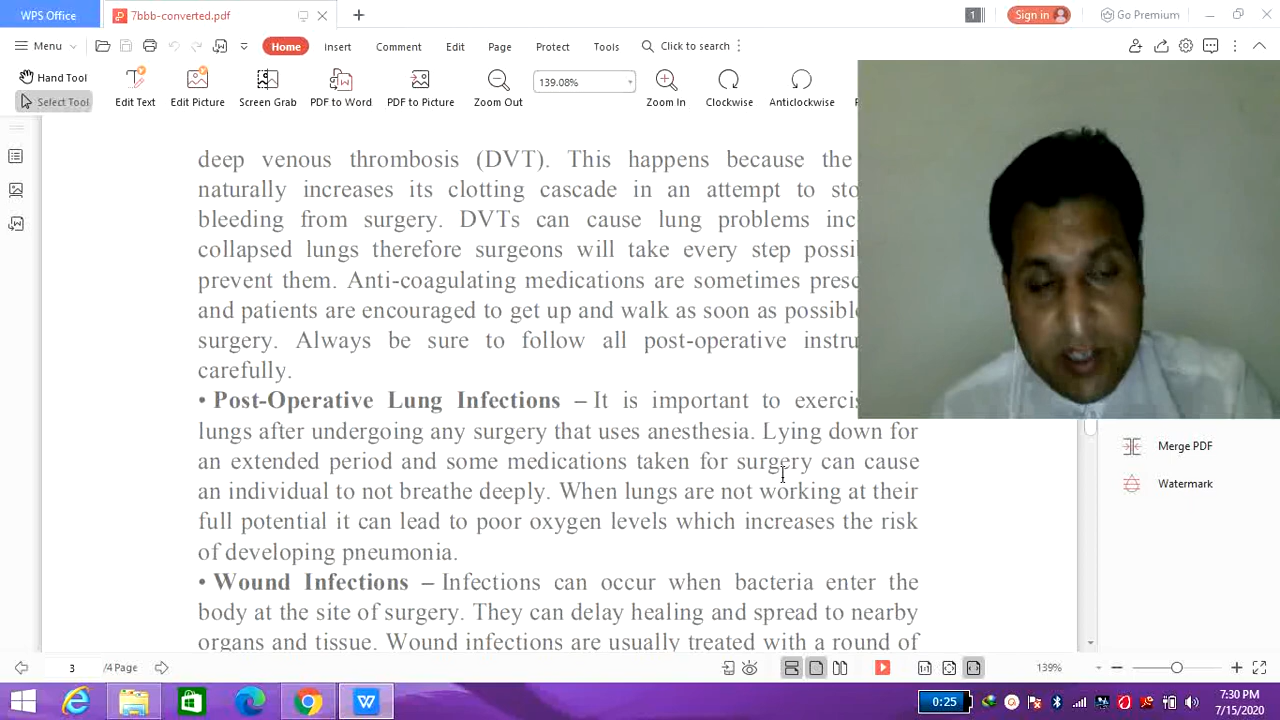 WPS Office
7bbb-converted.pdf
1
Sign in
Go Premium
Menu
Home
Insert
Comment
Edit
Page
Protect
Tools
Click to search
Hand Tool
Select Tool
Edit Text
Edit Picture
Screen Grab
PDF to Word
PDF to Picture
Zoom Out
139.08%
Zoom In
Clockwise
Anticlockwise
deep venous thrombosis (DVT). This happens because the
naturally increases its clotting cascade in an attempt to sto
bleeding from surgery. DVTs can cause lung problems inc
collapsed lungs therefore surgeons will take every step possi
prevent them. Anti-coagulating medications are sometimes presc
and patients are encouraged to get up and walk as soon as possible
surgery. Always be sure to follow all post-operative instru
carefully.
• Post-Operative Lung Infections – It is important to exercis
lungs after undergoing any surgery that uses anesthesia. Lying down for
an extended period and some medications taken for surgery can cause
an individual to not breathe deeply. When lungs are not working at their
full potential it can lead to poor oxygen levels which increases the risk
of developing pneumonia.
• Wound Infections – Infections can occur when bacteria enter the
body at the site of surgery. They can delay healing and spread to nearby
organs and tissue. Wound infections are usually treated with a round of
Merge PDF
Watermark
3 /4 Page
139%
0:25
7:30 PM
7/15/2020